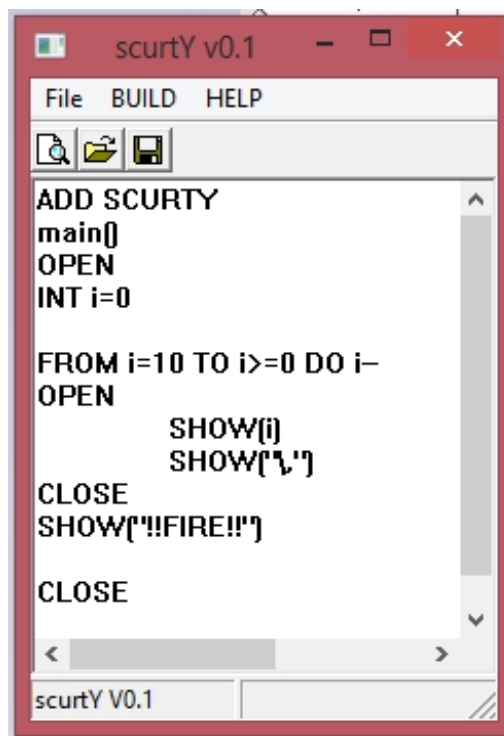 scurtY v0.1
File BUILD HELP
ADD SCURTY
main()
OPEN
INT i=0
FROM i=10 TO i>=0 DO i--
OPEN
SHOW(i)
SHOW("\,")
CLOSE
SHOW("!!FIRE!!")
CLOSE
scurtY V0.1